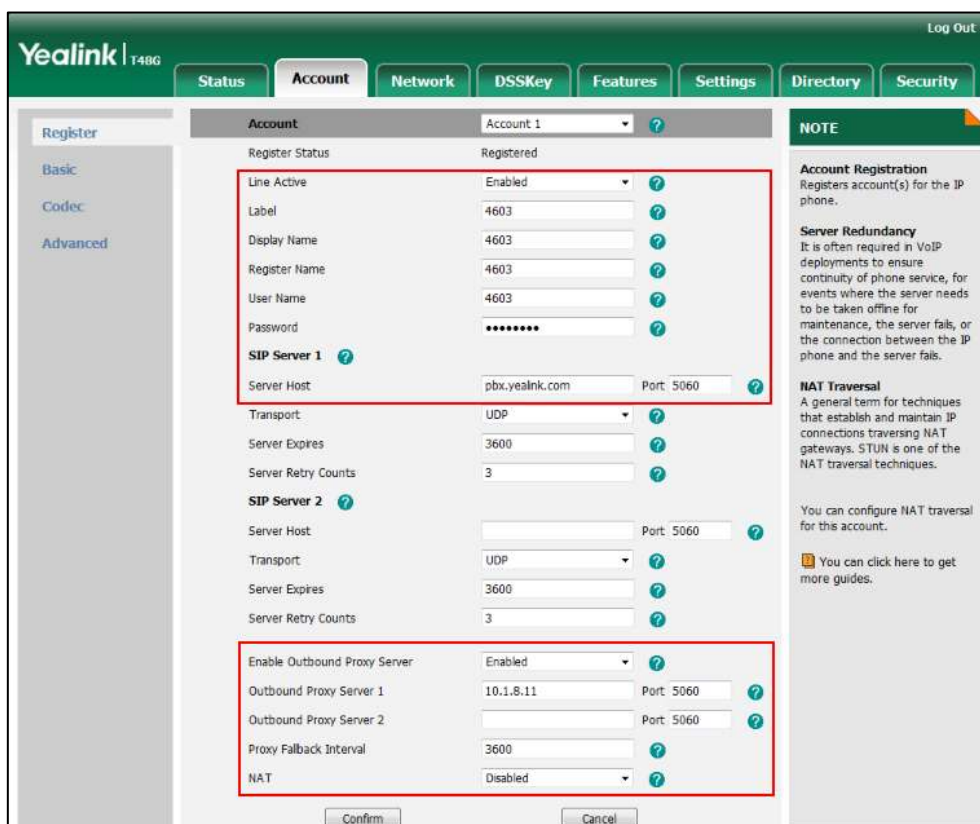 Log Out
Yealink | T48G
Status Account Network DSSKey Features Settings Directory Security
Register
Basic
Codec
Advanced
Account Account 1
Register Status Registered
Line Active Enabled
Label 4603
Display Name 4603
Register Name 4603
User Name 4603
Password ••••••••
SIP Server 1
Server Host pbx.yealink.com Port 5060
Transport UDP
Server Expires 3600
Server Retry Counts 3
SIP Server 2
Server Host Port 5060
Transport UDP
Server Expires 3600
Server Retry Counts 3
Enable Outbound Proxy Server Enabled
Outbound Proxy Server 1 10.1.8.11 Port 5060
Outbound Proxy Server 2 Port 5060
Proxy Fallback Interval 3600
NAT Disabled
Confirm Cancel
NOTE
Account Registration
Registers account(s) for the IP
phone.
Server Redundancy
It is often required in VoIP
deployments to ensure
continuity of phone service, for
events where the server needs
to be taken offline for
maintenance, the server fails, or
the connection between the IP
phone and the server fails.
NAT Traversal
A general term for techniques
that establish and maintain IP
connections traversing NAT
gateways. STUN is one of the
NAT traversal techniques.
You can configure NAT traversal
for this account.
You can click here to get
more guides.